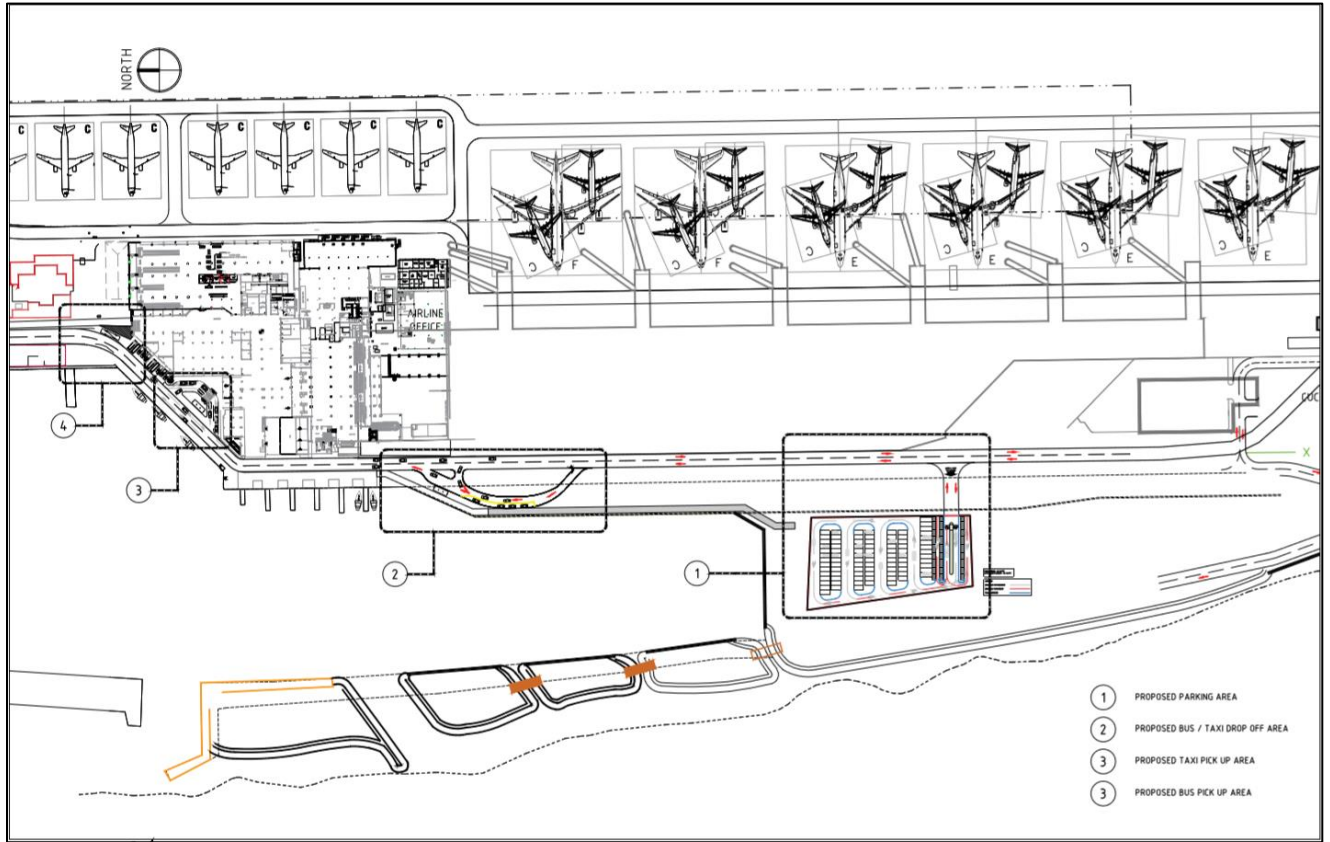 NORTH
C
C
C
C
C
C
C
C
F
C
F
C
E
C
E
C
E
C
E
AIRLINE
OFFICE
CUC
X
4
3
2
1
1 PROPOSED PARKING AREA
2 PROPOSED BUS / TAXI DROP OFF AREA
3 PROPOSED TAXI PICK UP AREA
3 PROPOSED BUS PICK UP AREA